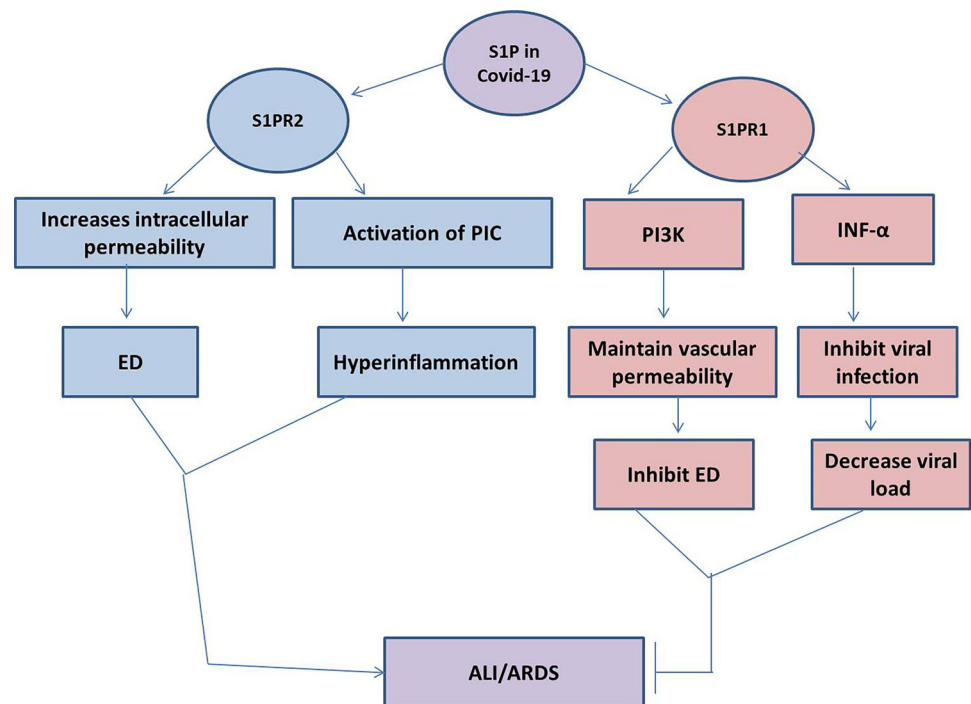 S1P in
Covid-19
S1PR2
S1PR1
Increases intracellular
permeability
Activation of PIC
PI3K
INF-α
ED
Hyperinflammation
Maintain vascular
permeability
Inhibit viral
infection
Inhibit ED
Decrease viral
load
ALI/ARDS